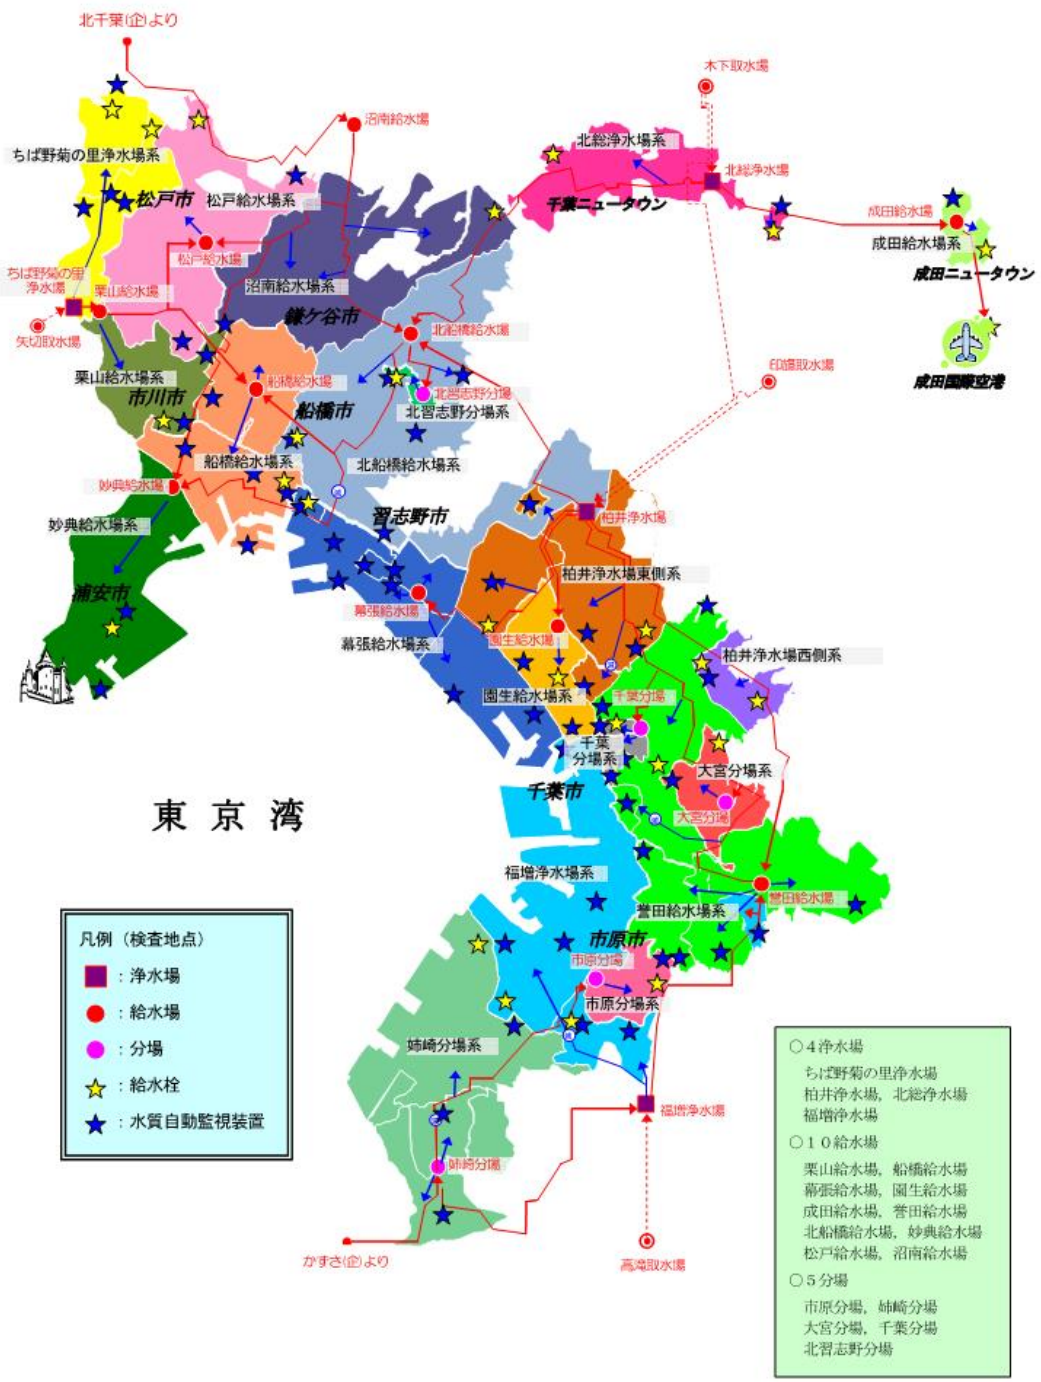 北千葉(企)より
木下取水場
沼南給水場
北総浄水場系
ちば野菊の里浄水場系
北総浄水場
松戸市
松戸給水場系
千葉ニュータウン
成田給水場
成田給水場系
松戸給水場
成田ニュータウン
ちば野菊の里
浄水場
栗山給水場
沼南給水場系
鎌ケ谷市
矢切取水場
北船橋給水場
印旛取水場
栗山給水場系
船橋給水場
成田国際空港
市川市
北習志野分場
船橋市
北習志野分場系
船橋給水場系
北船橋給水場系
妙典給水場
習志野市
柏井浄水場
妙典給水場系
柏井浄水場東側系
浦安市
幕張給水場
幕張給水場系
園生給水場
柏井浄水場西側系
園生給水場系
千葉分場
千葉
分場系
大宮分場系
千葉市
東京湾
大宮分場
福増浄水場系
誉田給水場
誉田給水場系
市原市
市原分場
市原分場系
姉崎分場系
福増浄水場
姉崎分場
かずさ(企)より
高滝取水場
凡例（検査地点）
：浄水場
：給水場
：分場
：給水栓
：水質自動監視装置
○４浄水場
ちば野菊の里浄水場
柏井浄水場，北総浄水場
福増浄水場
○１０給水場
栗山給水場，船橋給水場
幕張給水場，園生給水場
成田給水場，誉田給水場
北船橋給水場，妙典給水場
松戸給水場，沼南給水場
○５分場
市原分場，姉崎分場
大宮分場，千葉分場
北習志野分場